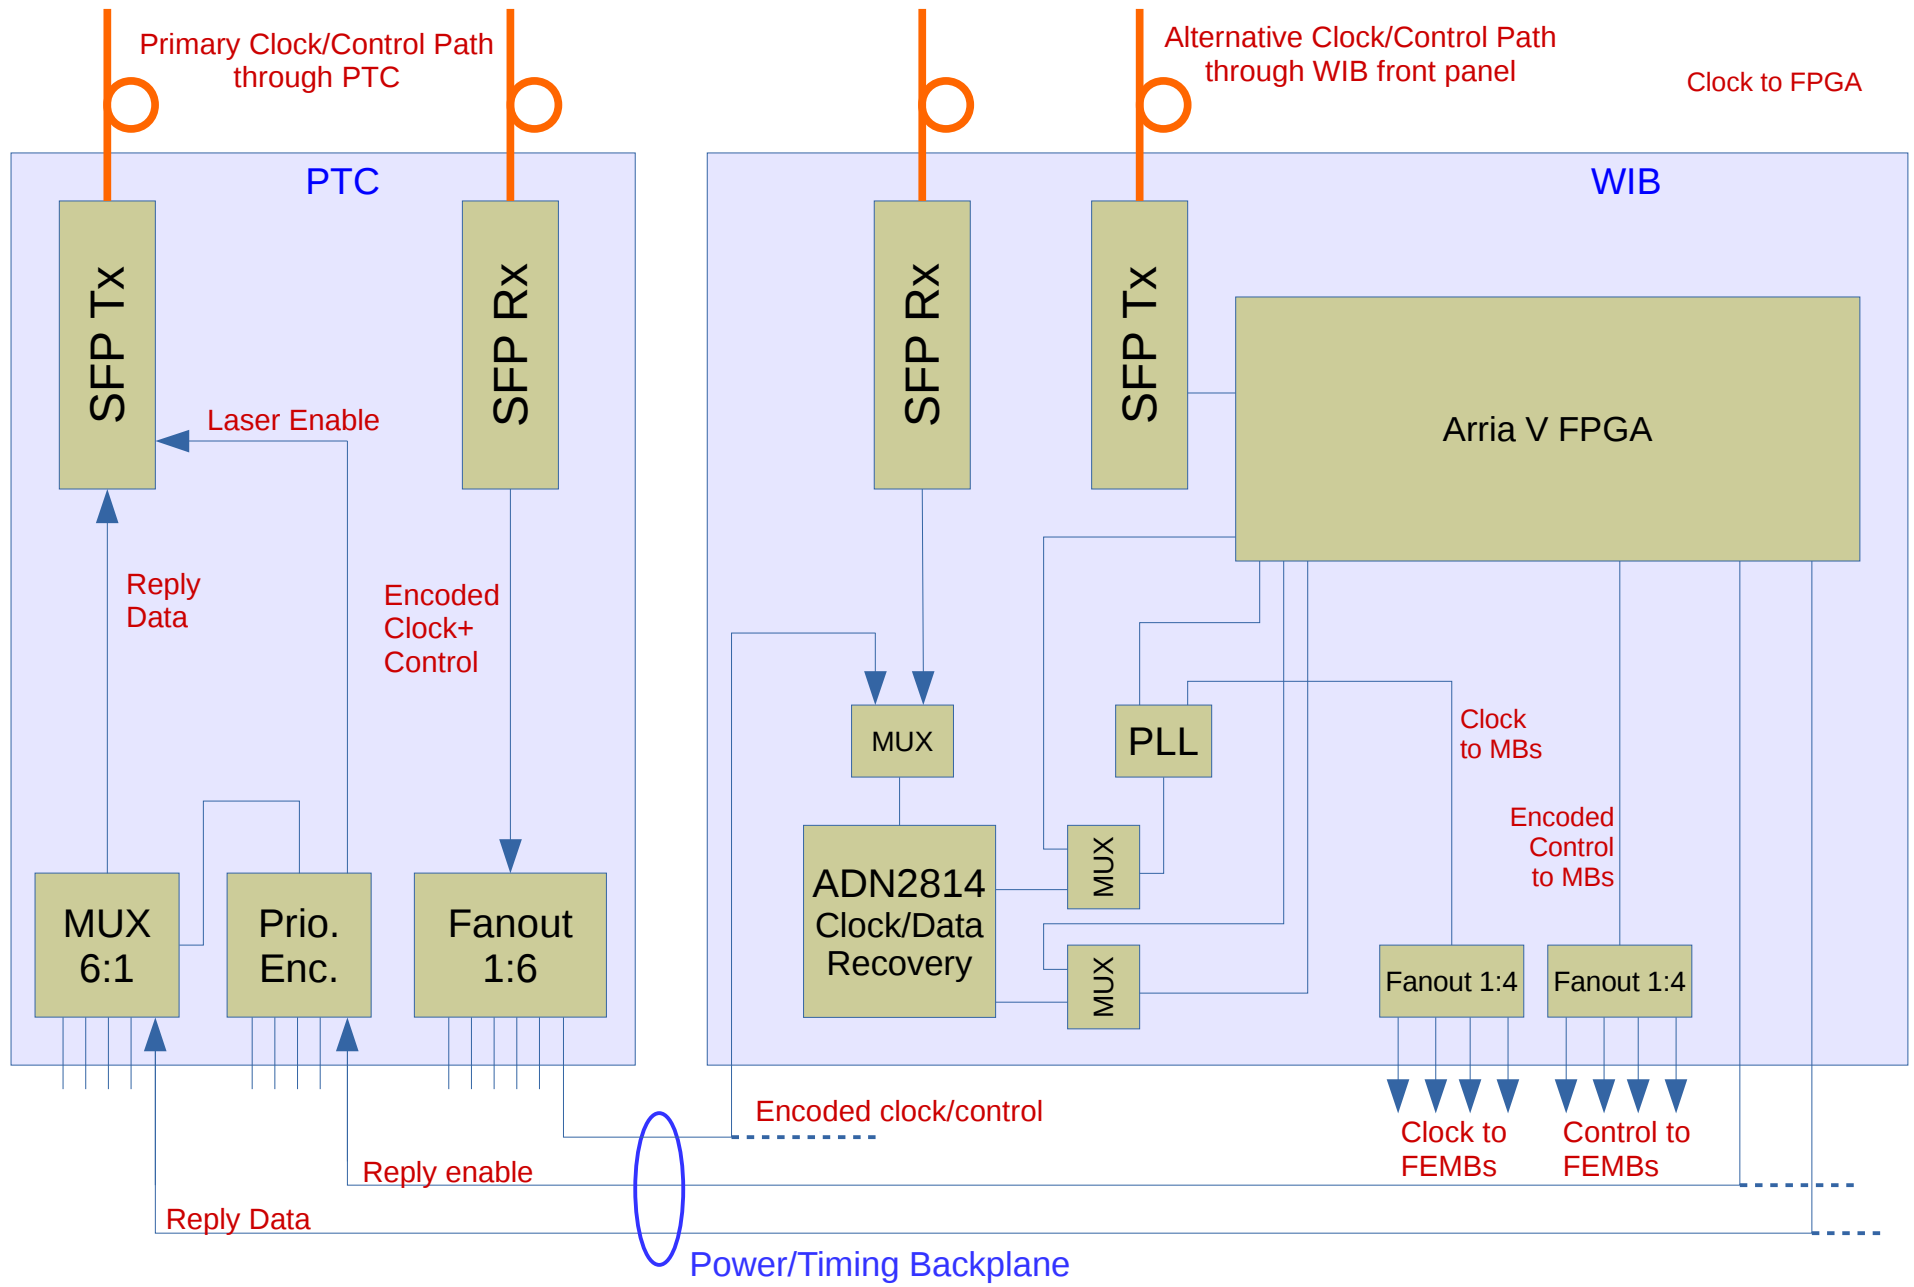 Primary Clock/Control Path
through PTC
Alternative Clock/Control Path
through WIB front panel
Clock to FPGA
PTC
WIB
SFP Tx
SFP Rx
SFP Rx
SFP Tx
Arria V FPGA
Laser Enable
Reply
Data
Encoded
Clock+
Control
MUX
PLL
Clock
to MBs
Encoded
Control
to MBs
MUX
6:1
Prio.
Enc.
Fanout
1:6
ADN2814
Clock/Data
Recovery
MUX
MUX
Fanout 1:4
Fanout 1:4
Encoded clock/control
Clock to
FEMBs
Control to
FEMBs
Reply enable
Reply Data
Power/Timing Backplane